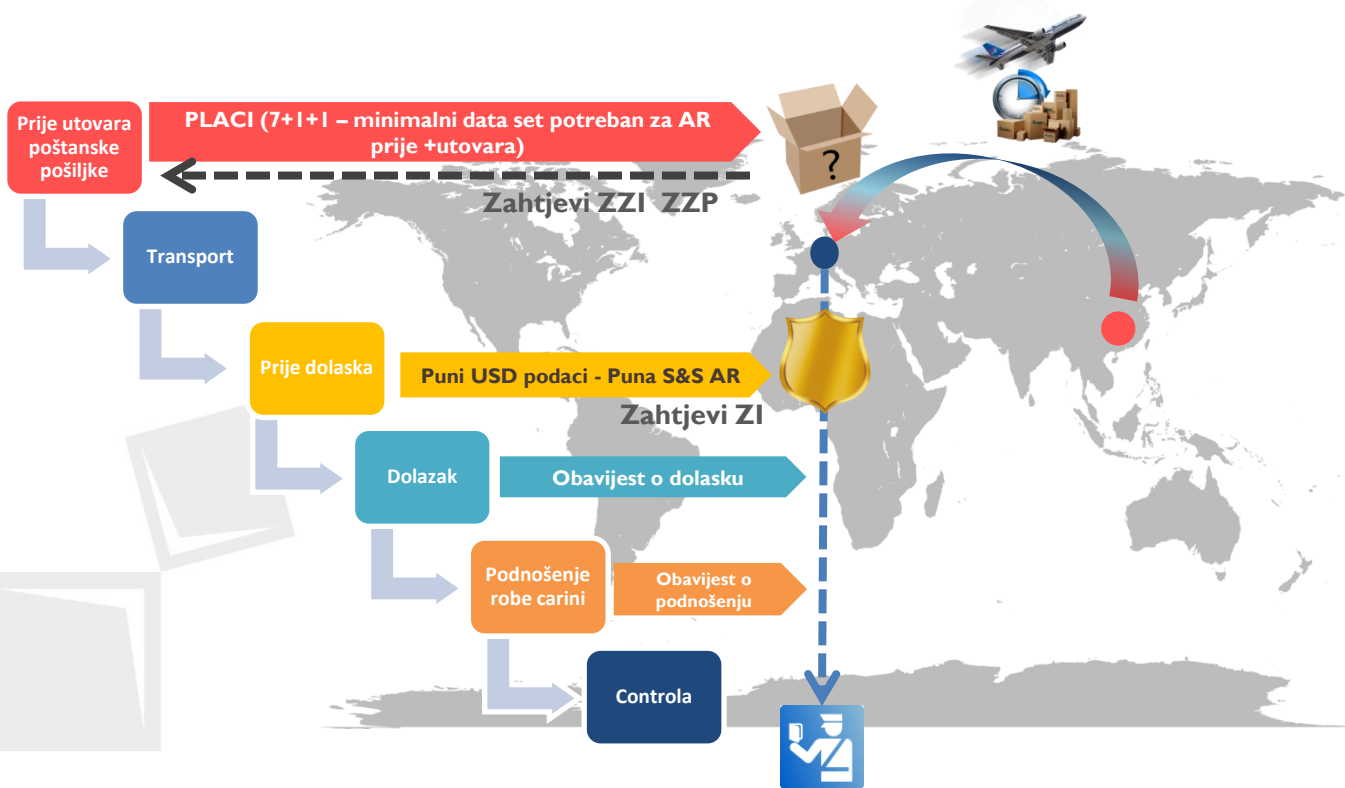 Prije utovara
poštanske
pošiljke
PLACI (7+1+1 – minimalni data set potreban za AR
prije +utovara)
?
Zahtjevi ZZI ZZP
Transport
Prije dolaska
Puni USD podaci - Puna S&S AR
Zahtjevi ZI
Dolazak
Obavijest o dolasku
Podnošenje
robe carini
Obavijest o
podnošenju
Controla